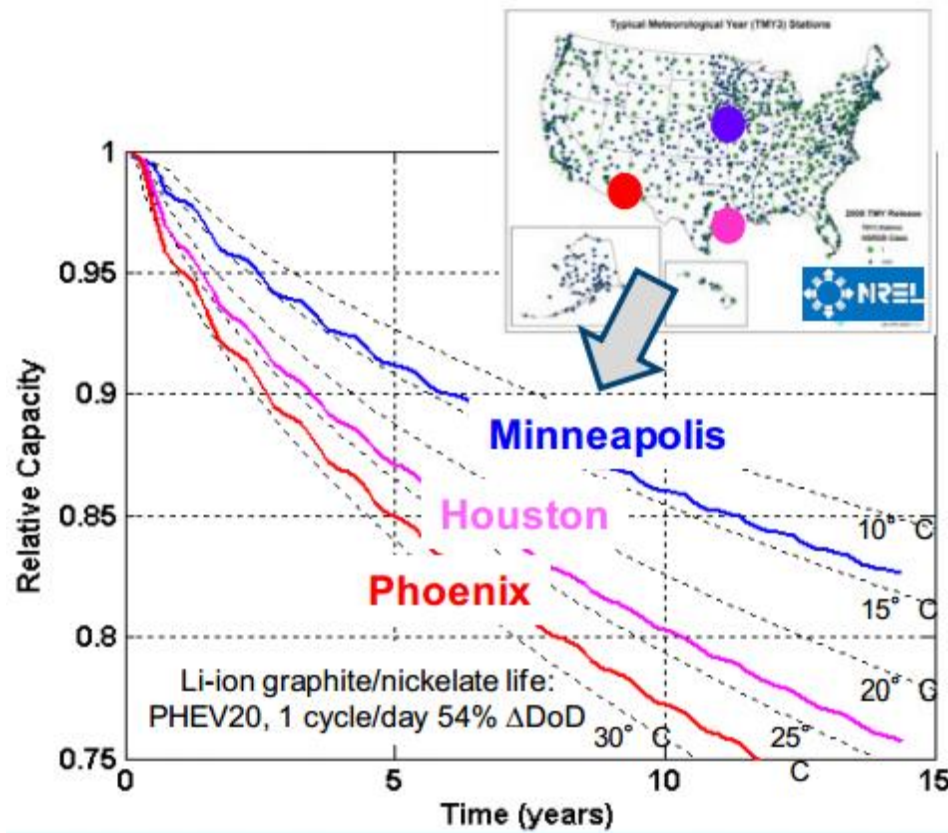 Typical Meteorological Year (TMY3) Stations
2008 TMY Release
NREL
1
0.95
0.9
0.85
0.8
0.75
Relative Capacity
Minneapolis
Houston
Phoenix
10° C
15° C
20° C
25°
C
30° C
Li-ion graphite/nickelate life:
PHEV20, 1 cycle/day 54% ΔDoD
0
5
10
15
Time (years)